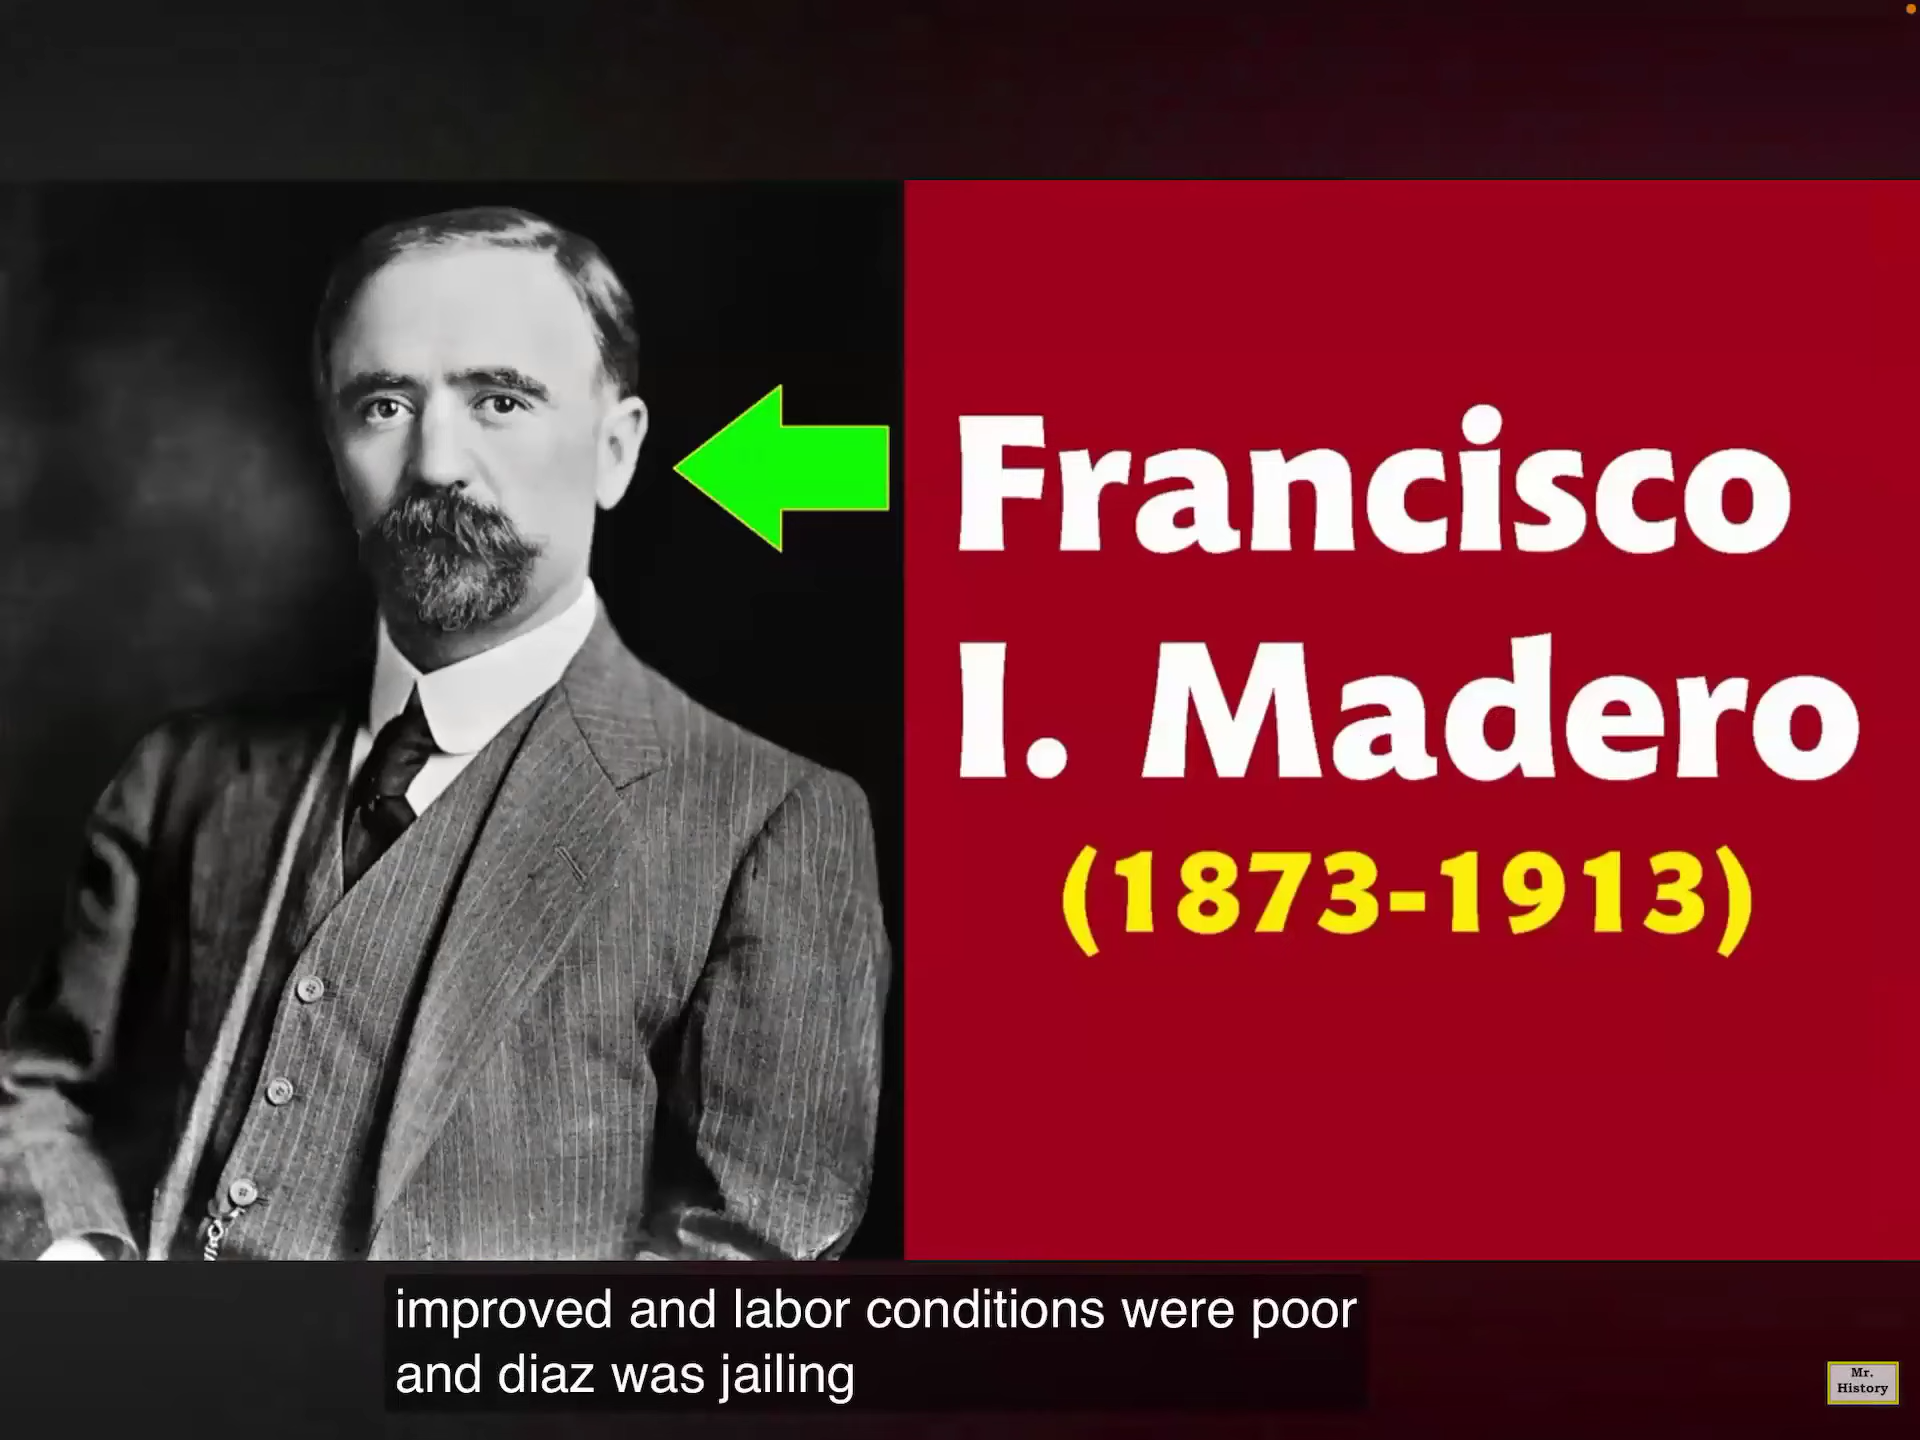 Francisco
I. Madero
(1873-1913)
improved and labor conditions were poor
and diaz was jailing
Mr.
History